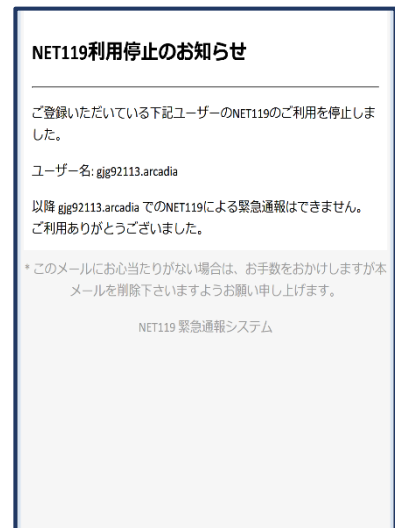 NET119利用停止のお知らせ
ご登録いただいている下記ユーザーのNET119のご利用を停止しま
した。
ユーザー名: gjg92113.arcadia
以降 gjg92113.arcadia でのNET119による緊急通報はできません。
ご利用ありがとうございました。
* このメールにお心当たりがない場合は、お手数をおかけしますが本
メールを削除下さいますようお願い申し上げます。
NET119 緊急通報システム